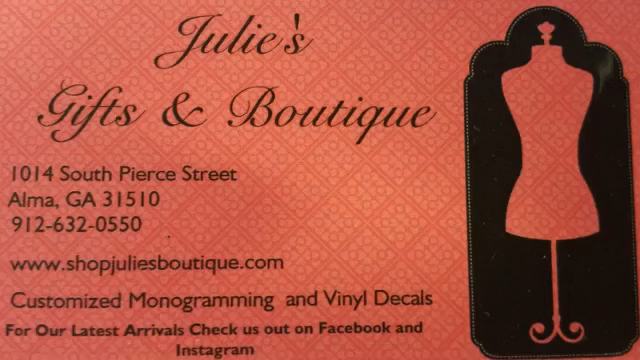 Julie's
Gifts & Boutique
1014 South Pierce Street
Alma, GA 31510
912-632-0550
www.shopjuliesboutique.com
Customized Monogramming and Vinyl Decals
For Our Latest Arrivals Check us out on Facebook and
Instagram